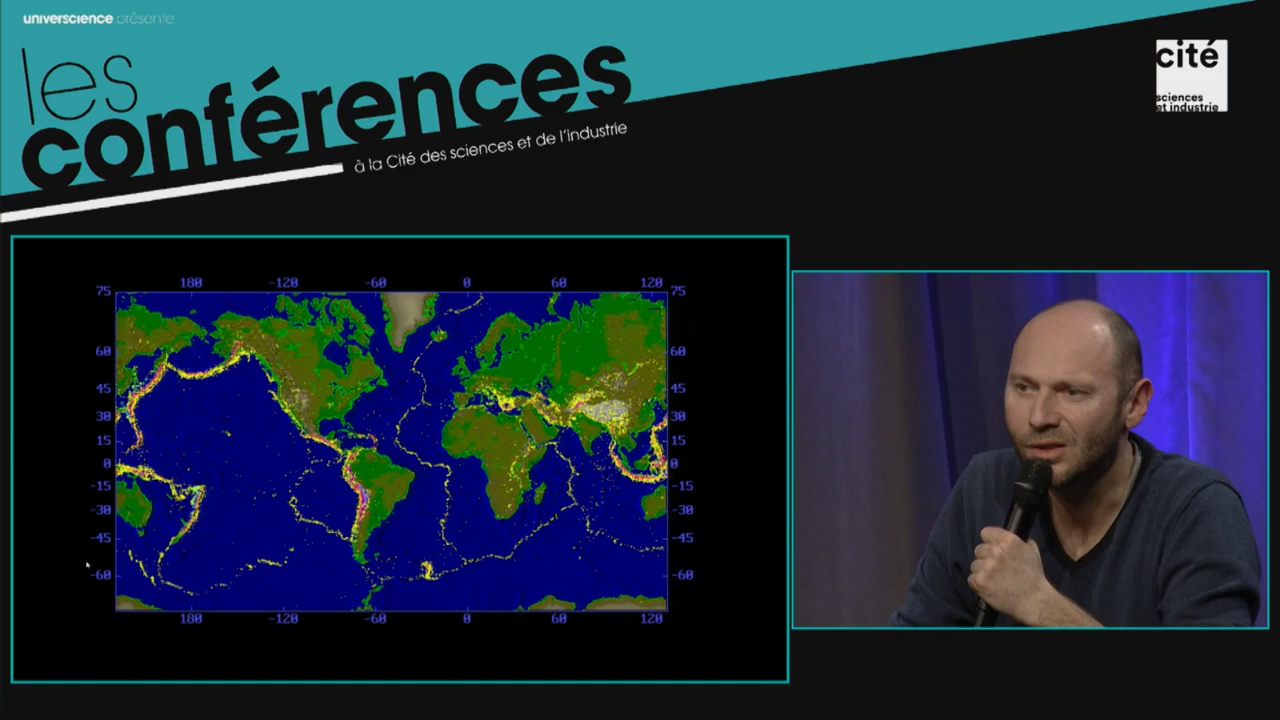 universcience présente
les
conférences
à la Cité des sciences et de l'industrie
cité
sciences
et industrie
180 -120 -60 0 60 120
75 75
60 60
45 45
30 30
15 15
0 0
-15 -15
-30 -30
-45 -45
-60 -60
180 -120 -60 0 60 120